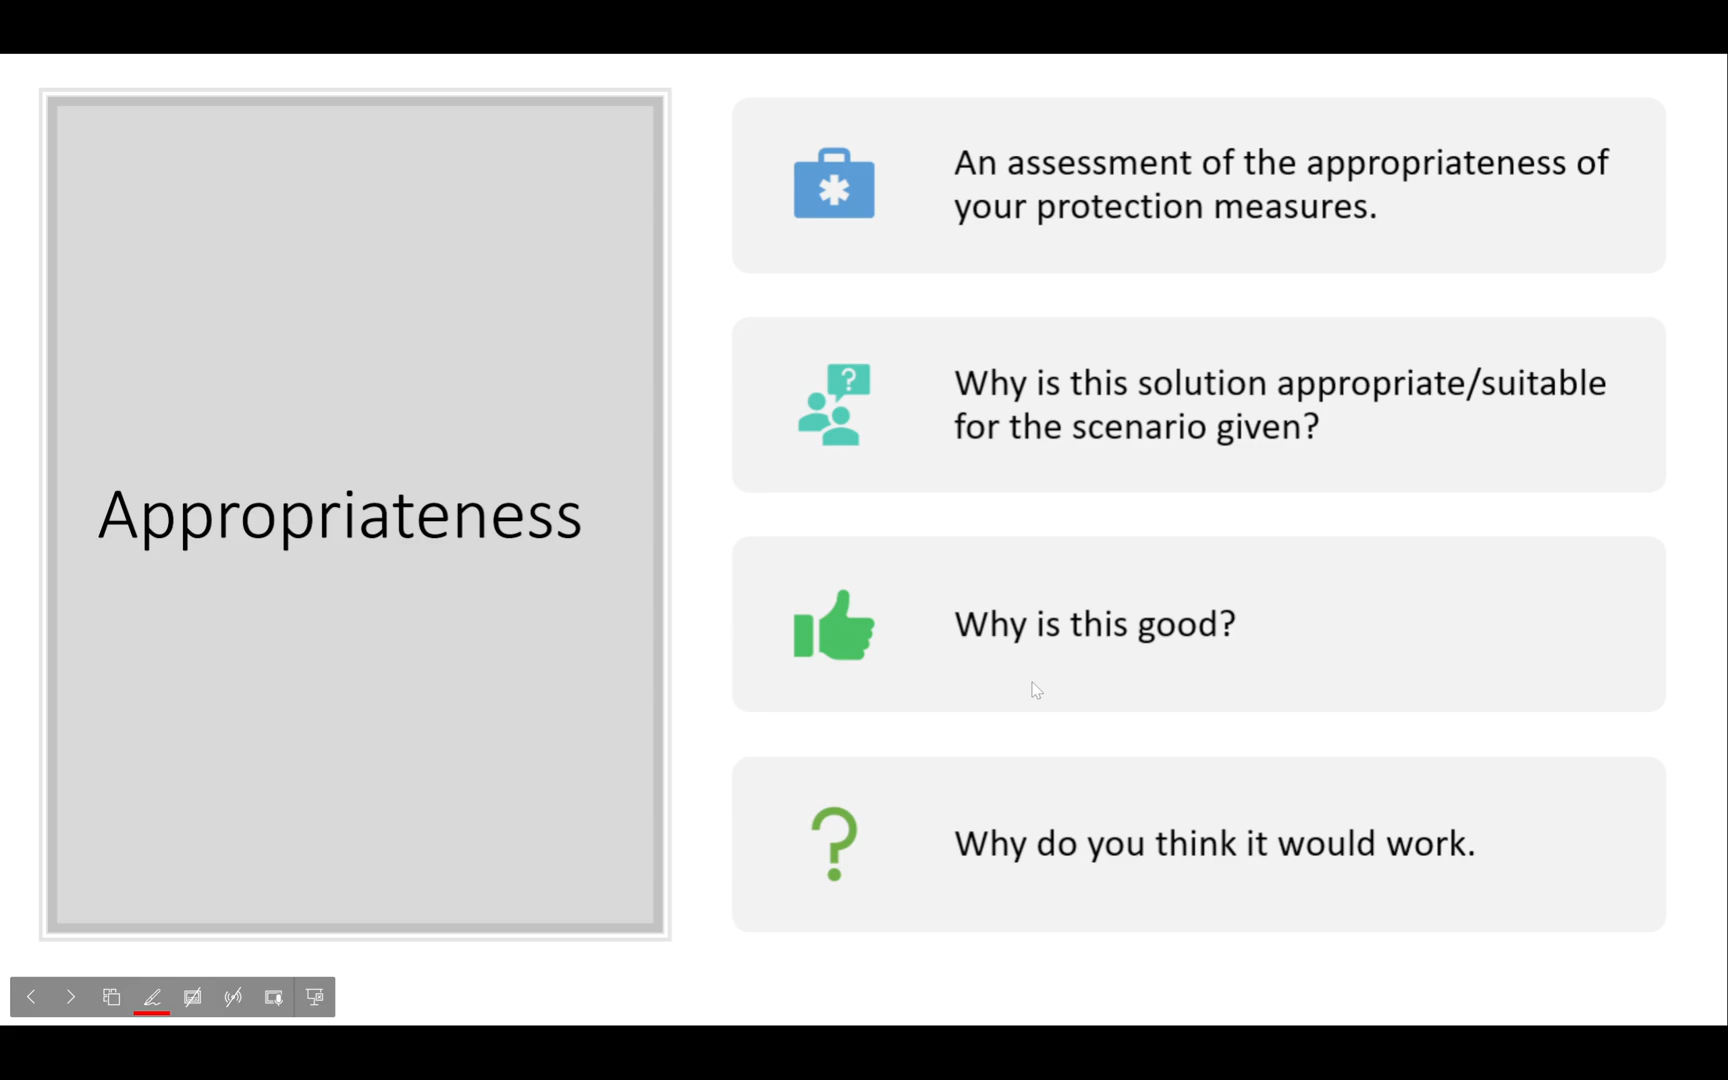 Appropriateness
An assessment of the appropriateness of
your protection measures.
Why is this solution appropriate/suitable
for the scenario given?
Why is this good?
Why do you think it would work.